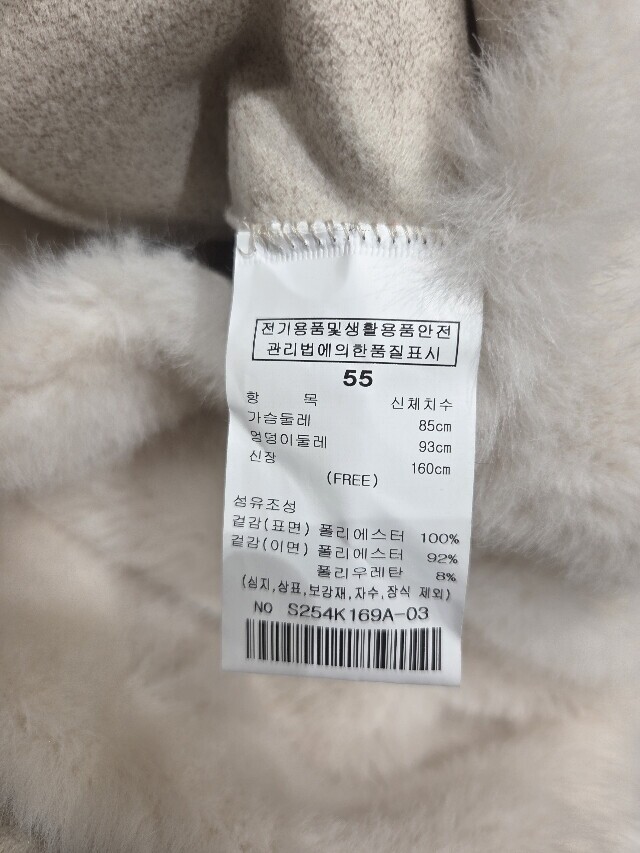 전기용품및생활용품안전
관리법에의한품질표시
55
항 목 신체치수
가슴둘레 85cm
엉덩이둘레 93cm
신장 160cm
(FREE)
섬유조성
겉감(표면) 폴리에스터 100%
겉감(이면) 폴리에스터 92%
폴리우레탄 8%
(심지,상표,보강재,자수,장식 제외)
NO S254K169A-03